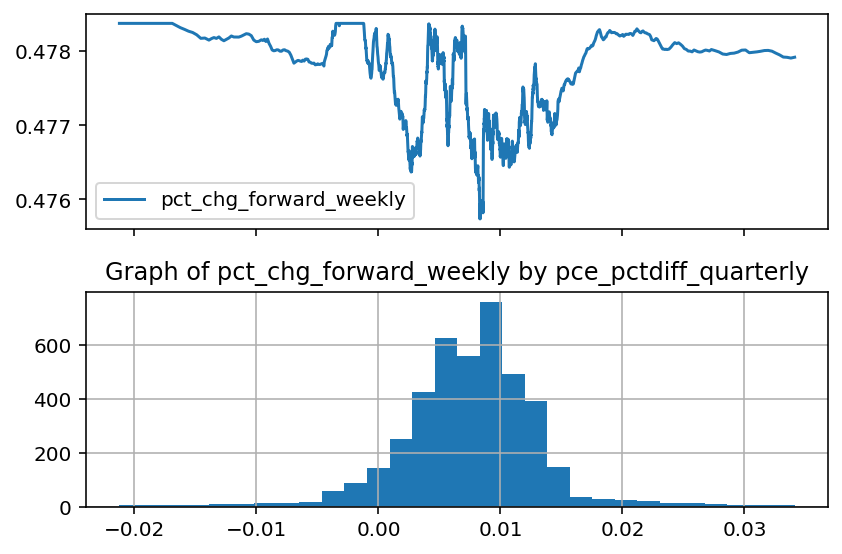 0.478
0.477
0.476
pct_chg_forward_weekly
Graph of pct_chg_forward_weekly by pce_pctdiff_quarterly
600
400
200
0
−0.02 −0.01 0.00 0.01 0.02 0.03